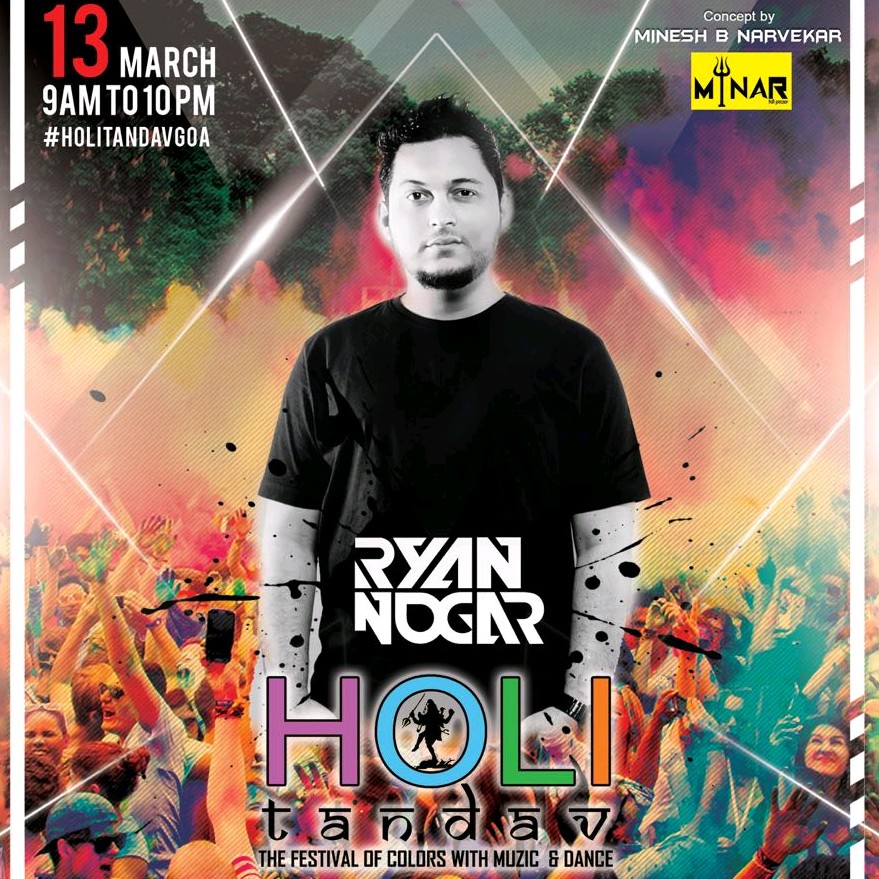 13 MARCH
9AM TO 10PM
#HOLITANDAVGOA
Concept by
MINESH B NARVEKAR
MINAR
RYAN
NOGAR
HOLI
tandav
THE FESTIVAL OF COLORS WITH MUZIC & DANCE